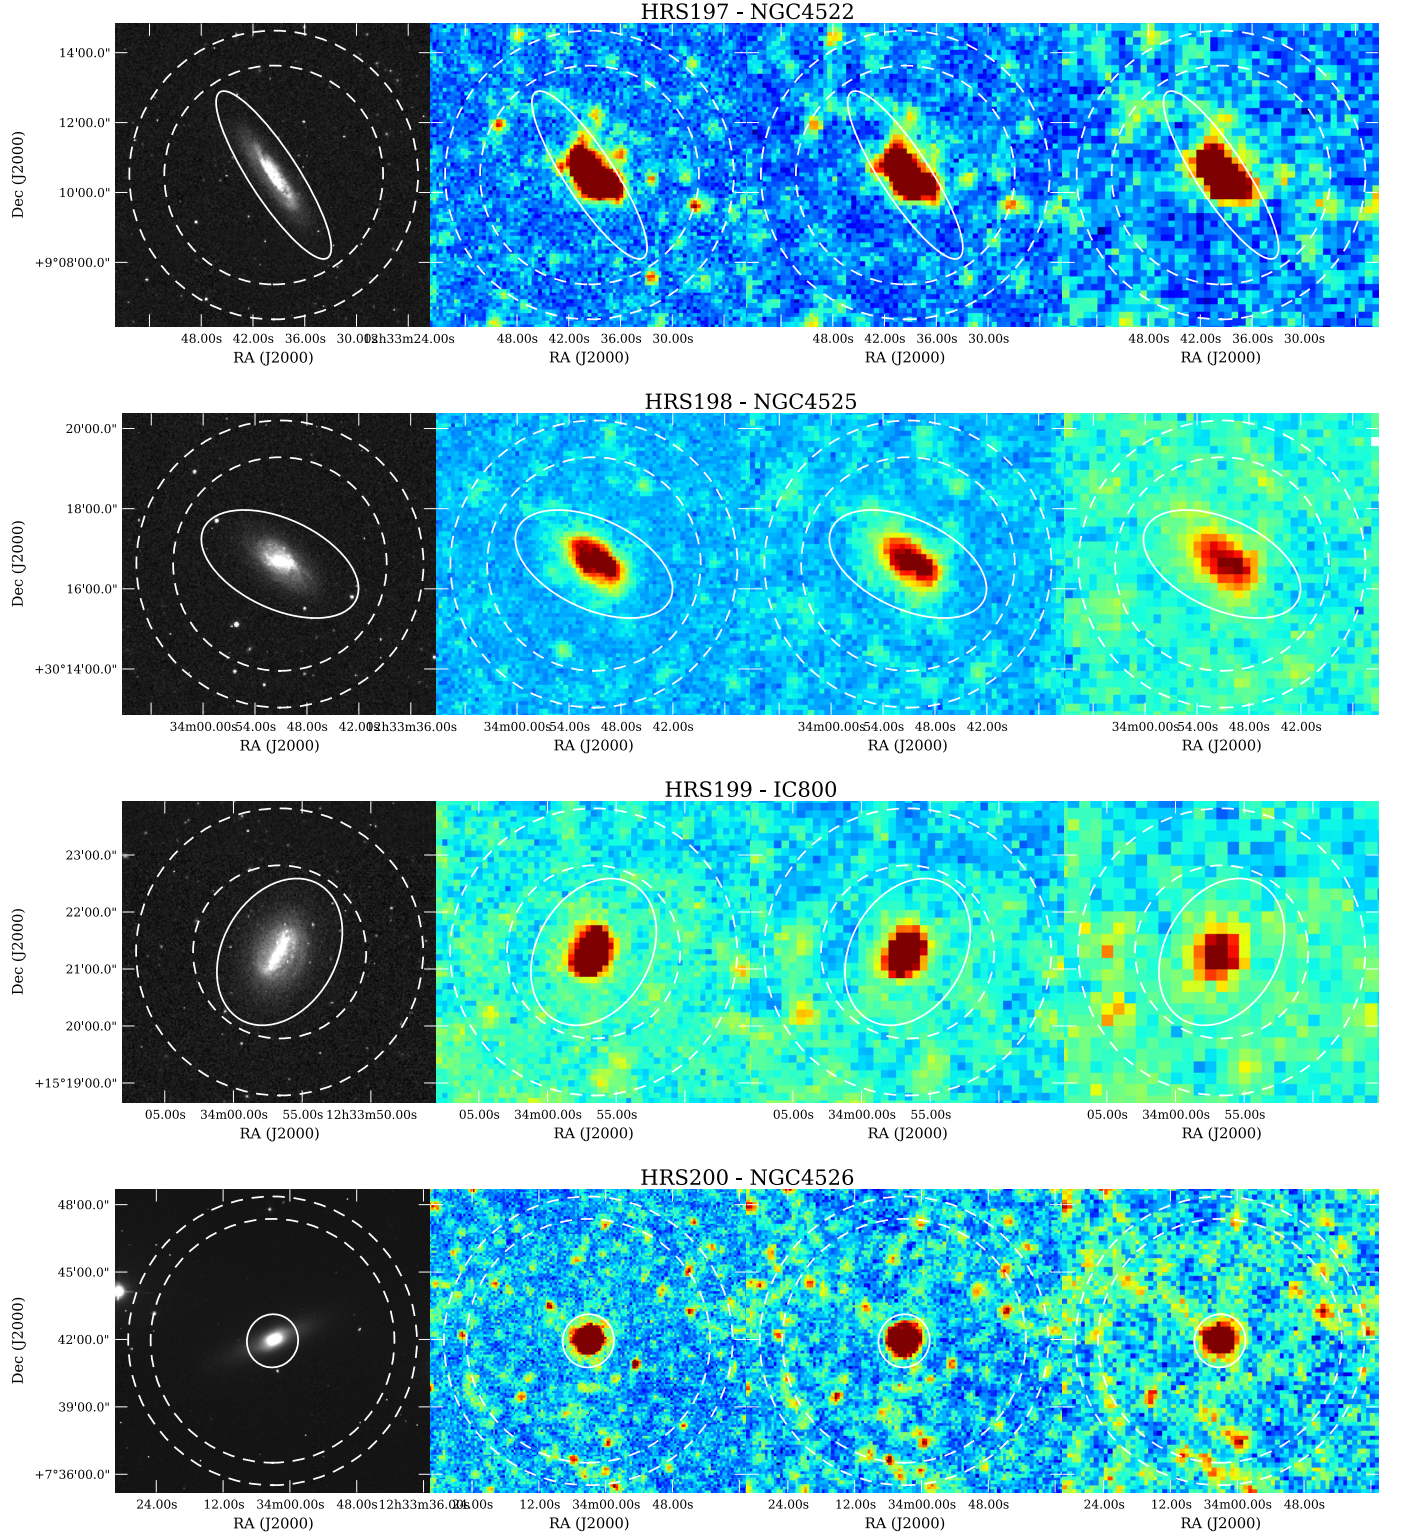 HRS197 - NGC4522
14'00.0"
12'00.0"
10'00.0"
+9°08'00.0"
Dec (J2000)
48.00s 42.00s 36.00s 30.00s 12h33m24.00s 48.00s 42.00s 36.00s 30.00s 48.00s 42.00s 36.00s 30.00s 48.00s 42.00s 36.00s 30.00s
RA (J2000) RA (J2000) RA (J2000) RA (J2000)
HRS198 - NGC4525
20'00.0"
18'00.0"
16'00.0"
+30°14'00.0"
Dec (J2000)
34m00.00s 54.00s 48.00s 42.00s 12h33m36.00s 34m00.00s 54.00s 48.00s 42.00s 34m00.00s 54.00s 48.00s 42.00s 34m00.00s 54.00s 48.00s 42.00s
RA (J2000) RA (J2000) RA (J2000) RA (J2000)
HRS199 - IC800
23'00.0"
22'00.0"
21'00.0"
20'00.0"
+15°19'00.0"
Dec (J2000)
05.00s 34m00.00s 55.00s 12h33m50.00s 05.00s 34m00.00s 55.00s 05.00s 34m00.00s 55.00s 05.00s 34m00.00s 55.00s
RA (J2000) RA (J2000) RA (J2000) RA (J2000)
HRS200 - NGC4526
48'00.0"
45'00.0"
42'00.0"
39'00.0"
+7°36'00.0"
Dec (J2000)
24.00s 12.00s 34m00.00s 48.00s 12h33m36.00s 24.00s 12.00s 34m00.00s 48.00s 24.00s 12.00s 34m00.00s 48.00s 24.00s 12.00s 34m00.00s 48.00s
RA (J2000) RA (J2000) RA (J2000) RA (J2000)